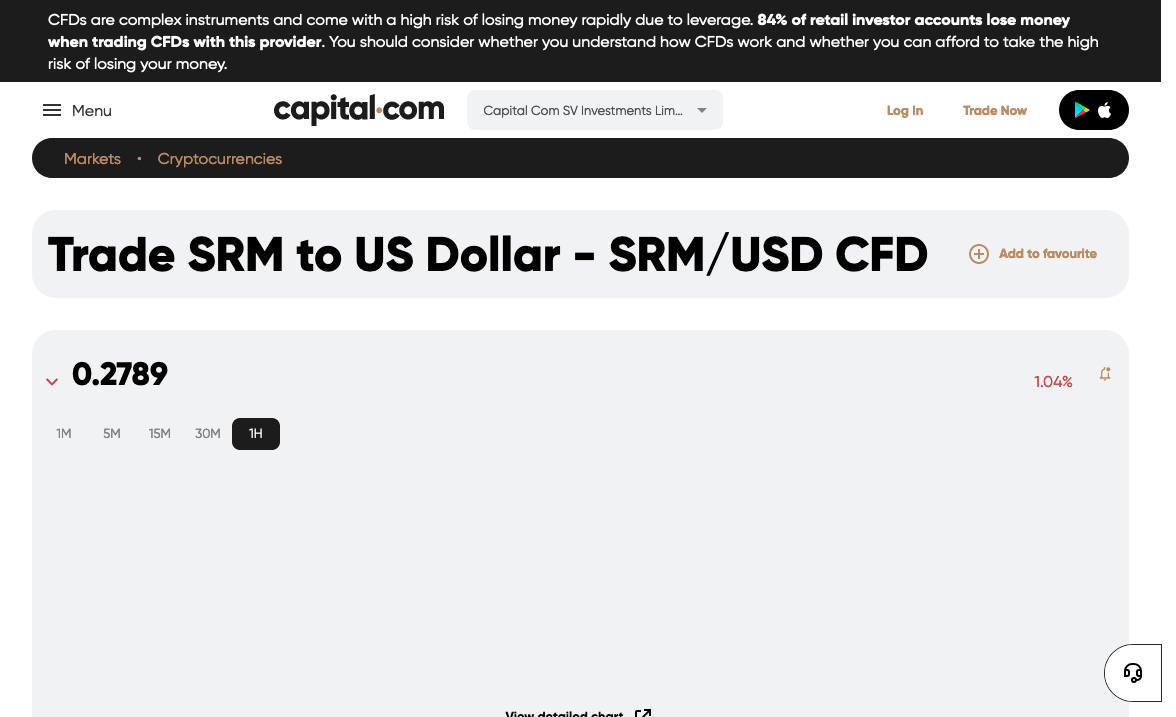 CFDs are complex instruments and come with a high risk of losing money rapidly due to leverage. 84% of retail investor accounts lose money
when trading CFDs with this provider. You should consider whether you understand how CFDs work and whether you can afford to take the high
risk of losing your money.
Menu
capital.com
Capital Com SV Investments Lim...
Log In
Trade Now
Markets • Cryptocurrencies
Trade SRM to US Dollar - SRM/USD CFD
Add to favourite
0.2789
1.04%
1M 5M 15M 30M 1H
View detailed chart